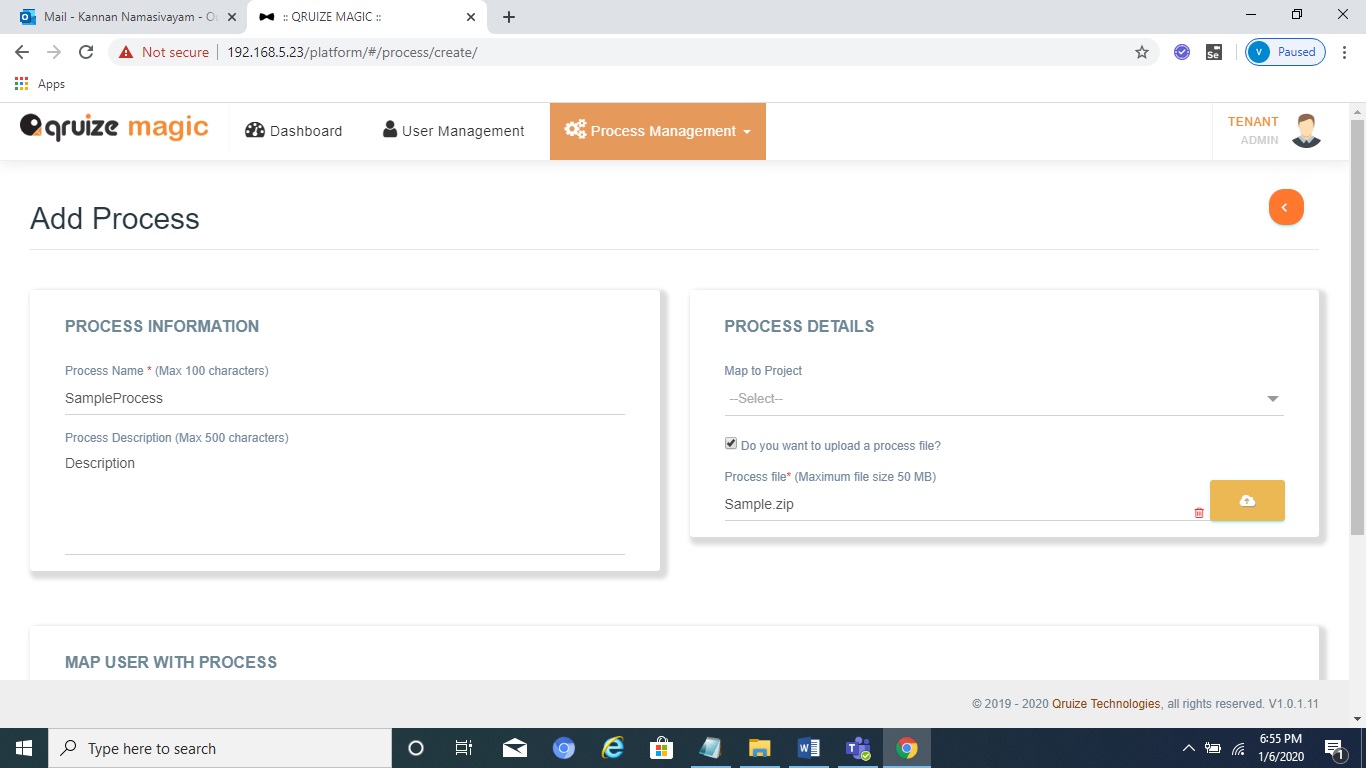 Mail - Kannan Namasivayam - Ou
:: QRUIZE MAGIC ::
Not secure
192.168.5.23/platform/#/process/create/
Se
V
Paused
Apps
qruize magic
Dashboard
User Management
Process Management
TENANT
ADMIN
Add Process
PROCESS INFORMATION
Process Name * (Max 100 characters)
SampleProcess
Process Description (Max 500 characters)
Description
PROCESS DETAILS
Map to Project
--Select--
Do you want to upload a process file?
Process file* (Maximum file size 50 MB)
Sample.zip
MAP USER WITH PROCESS
© 2019 - 2020 Qruize Technologies, all rights reserved. V1.0.1.11
Type here to search
6:55 PM
1/6/2020
1